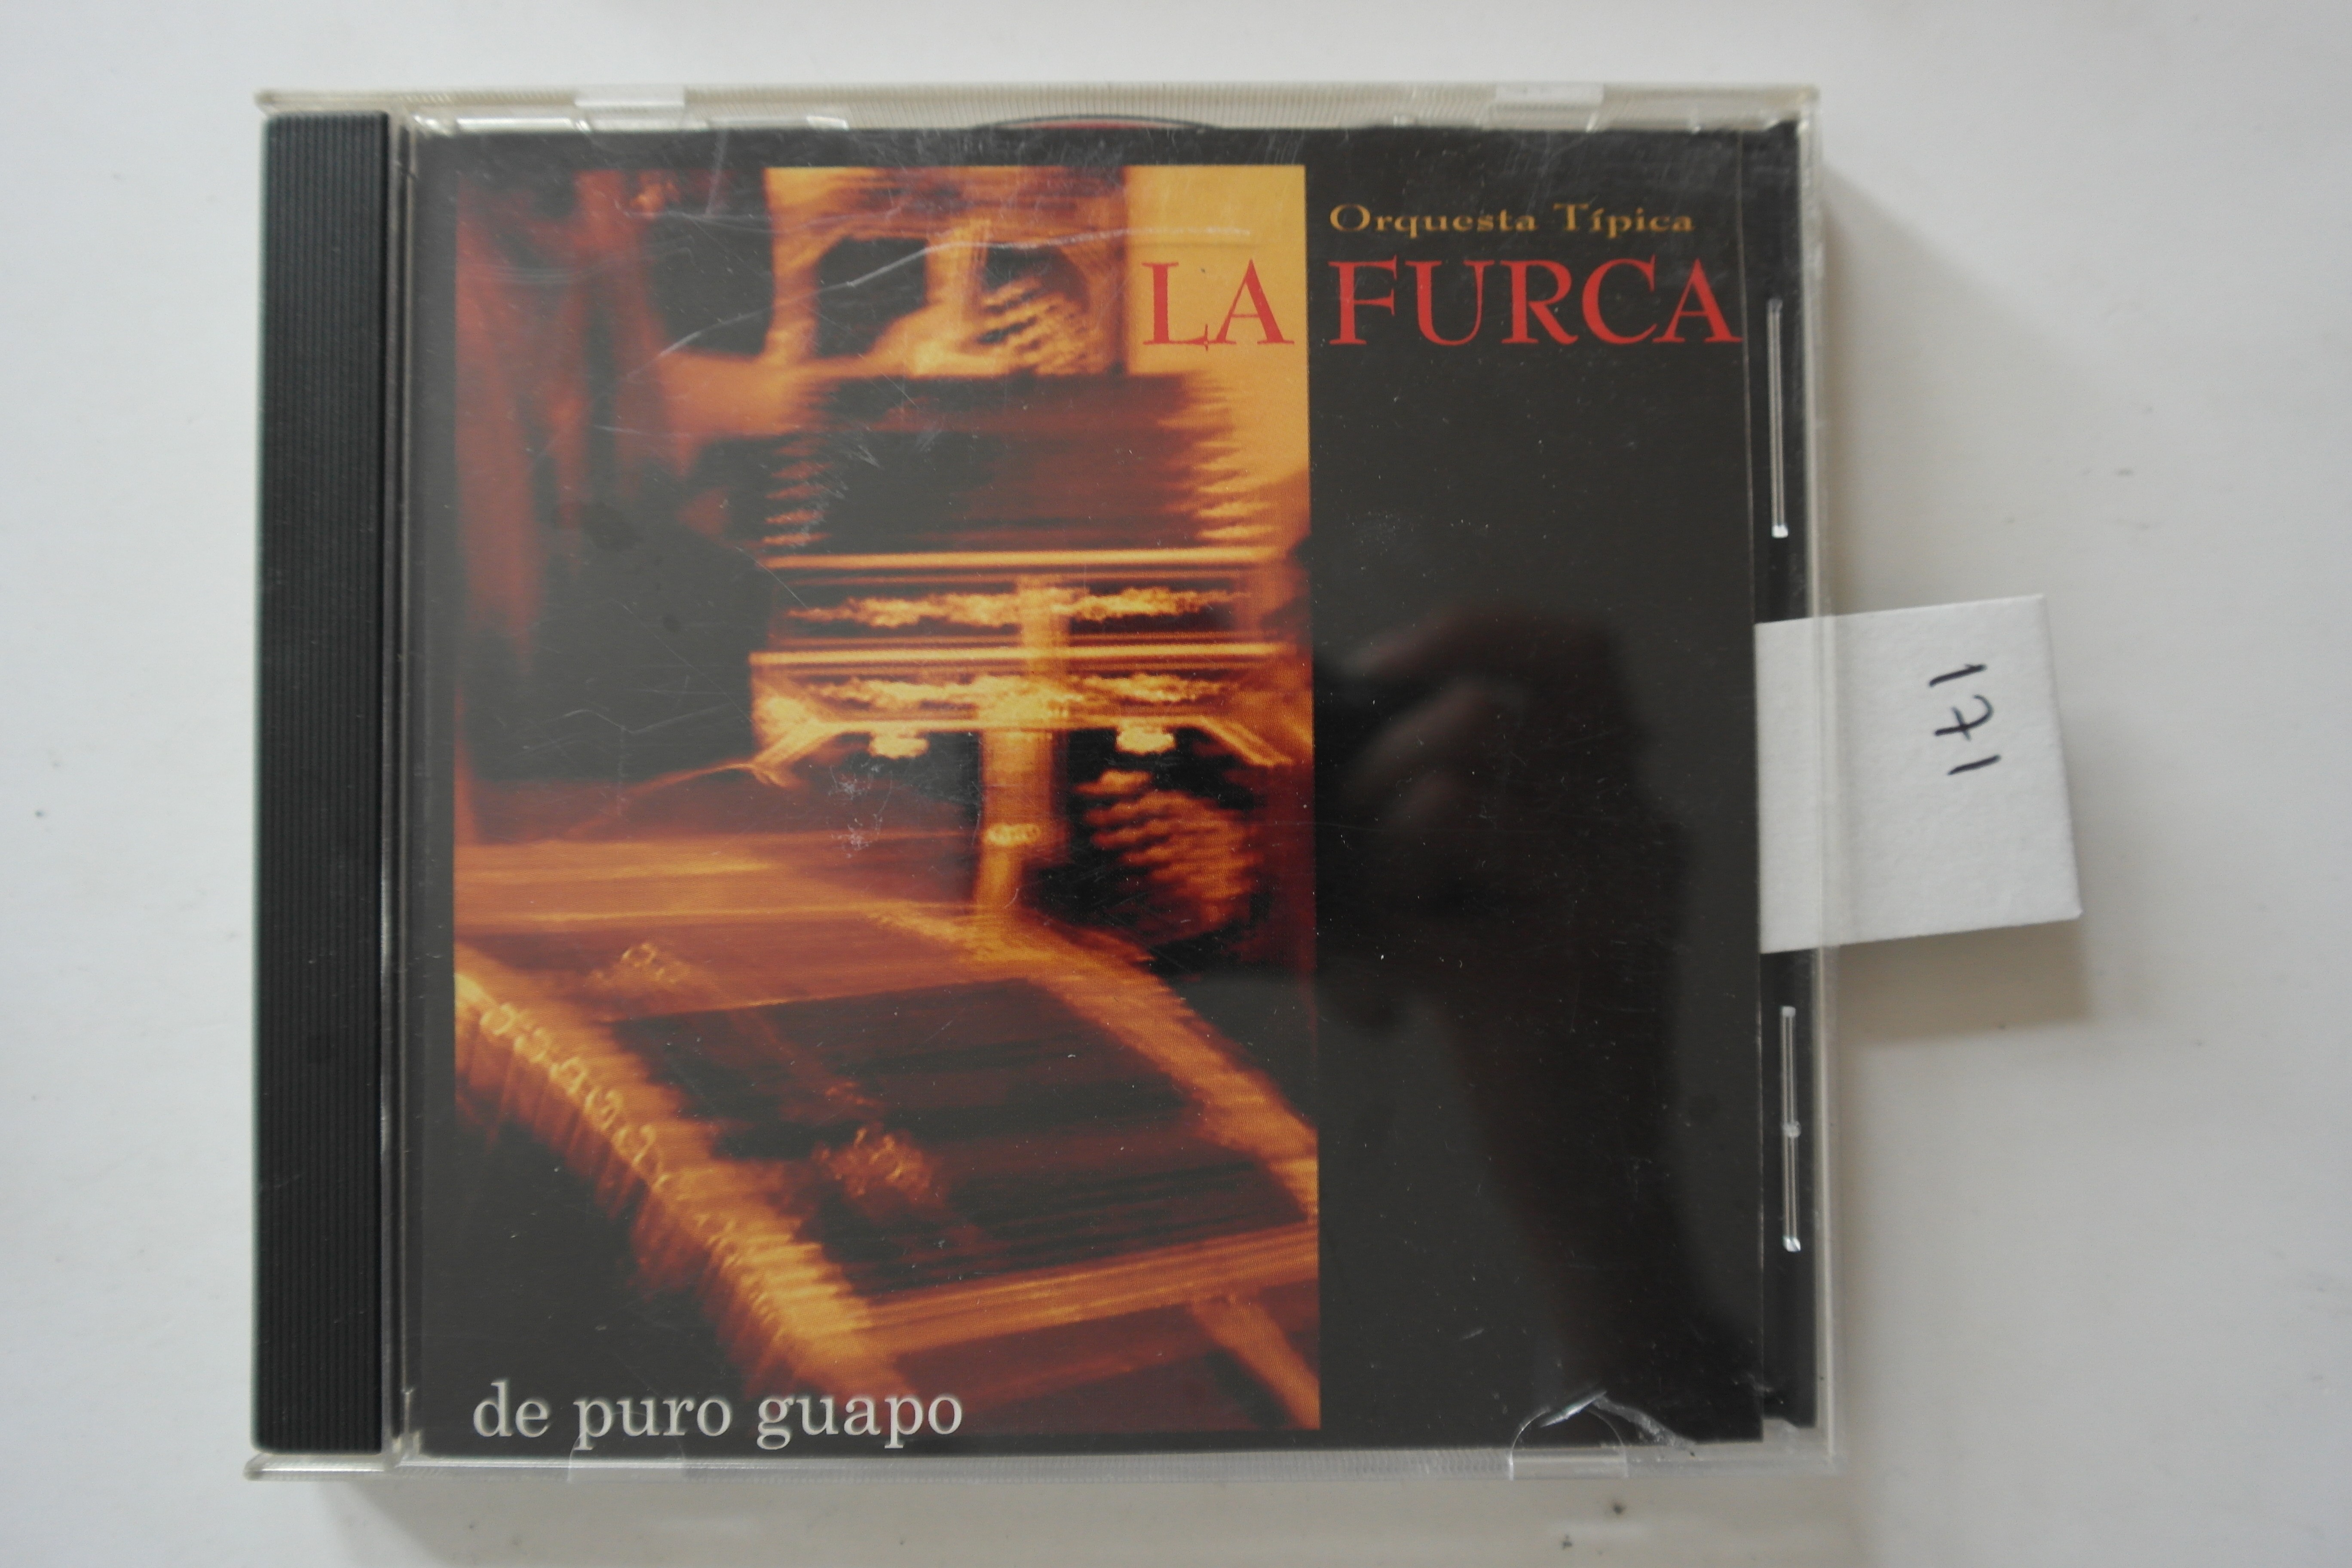 Orquesta Típica
LA FURCA
de puro guapo
171